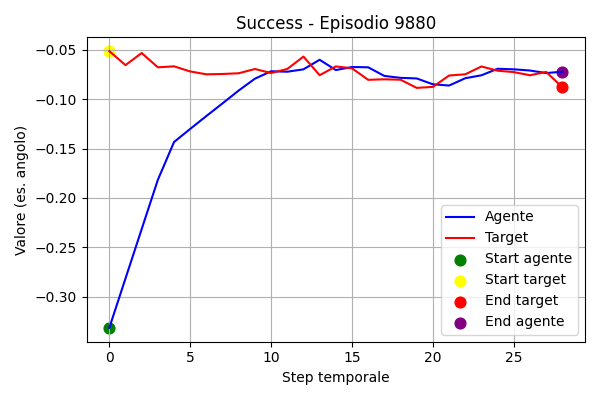 Success - Episodio 9880
Valore (es. angolo)
−0.05
−0.10
−0.15
−0.20
−0.25
−0.30
0
5
10
15
20
25
Step temporale
Agente
Target
Start agente
Start target
End target
End agente